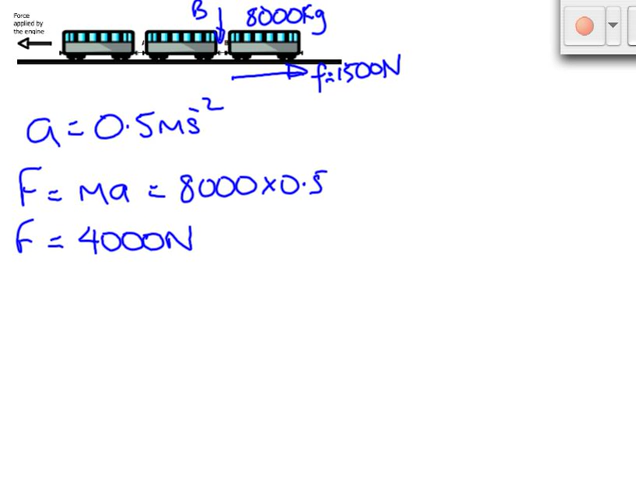 Force
applied by
the engine
B
8000kg
f=1500N
a = 0.5ms⁻²
F = ma = 8000×0.5
F = 4000N